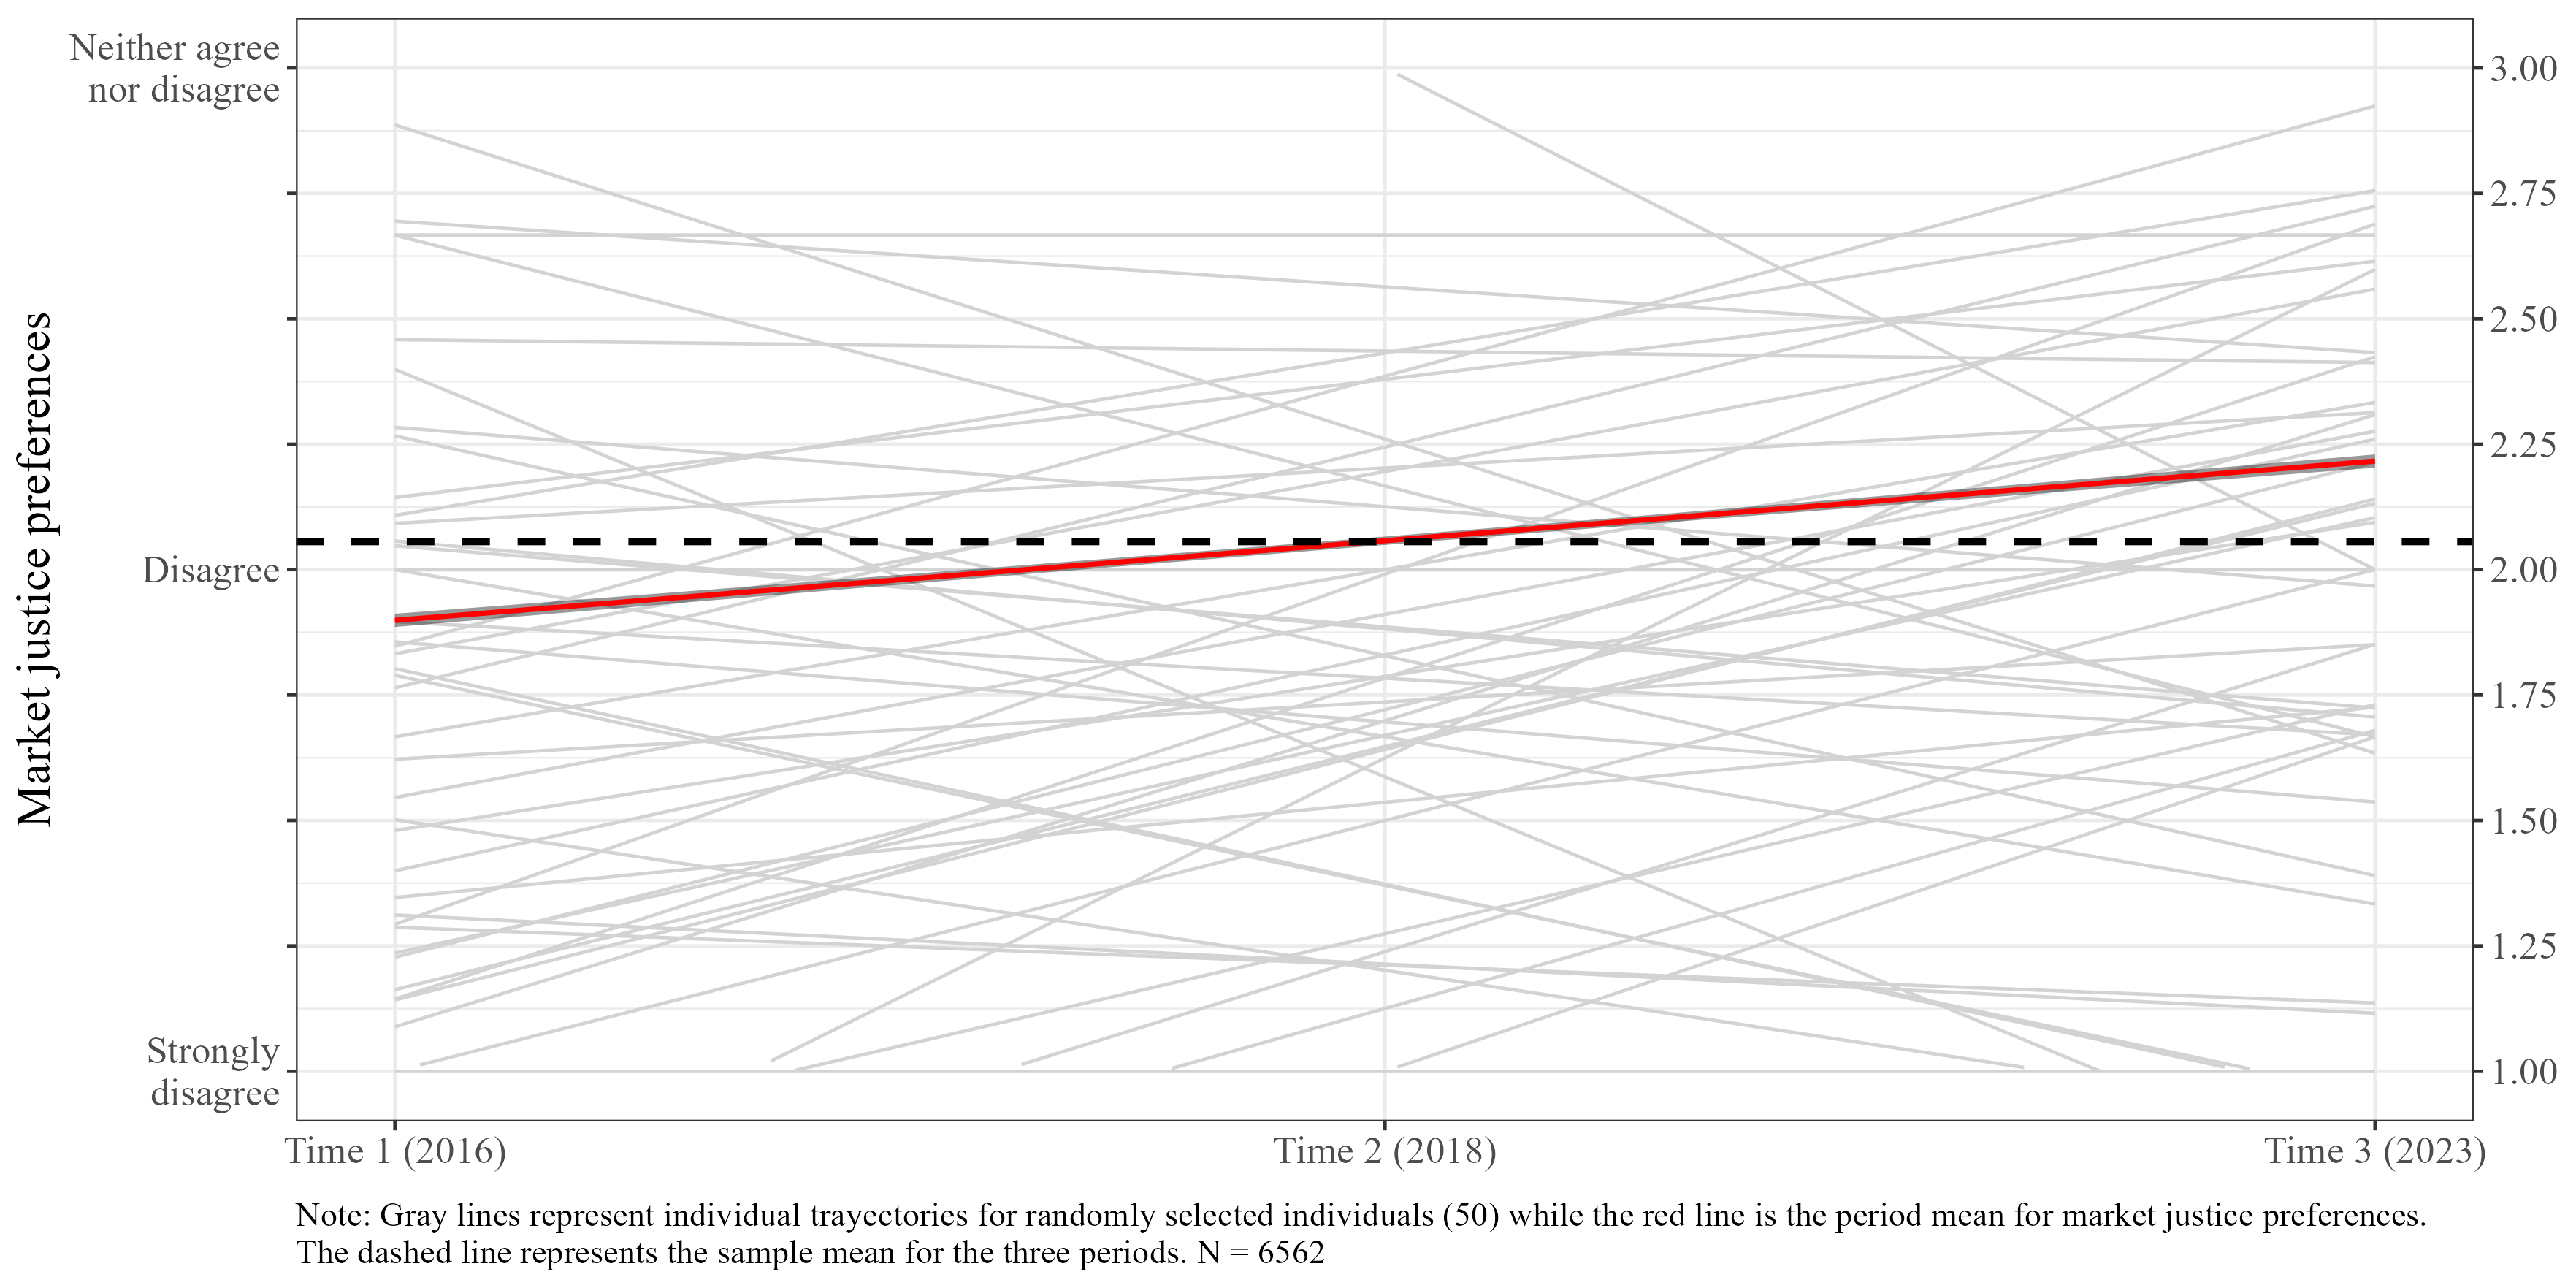 Neither agree
nor disagree
Disagree
Strongly
disagree
Market justice preferences
3.00
2.75
2.50
2.25
2.00
1.75
1.50
1.25
1.00
Time 1 (2016)
Time 2 (2018)
Time 3 (2023)
Note: Gray lines represent individual trayectories for randomly selected individuals (50) while the red line is the period mean for market justice preferences.
The dashed line represents the sample mean for the three periods. N = 6562